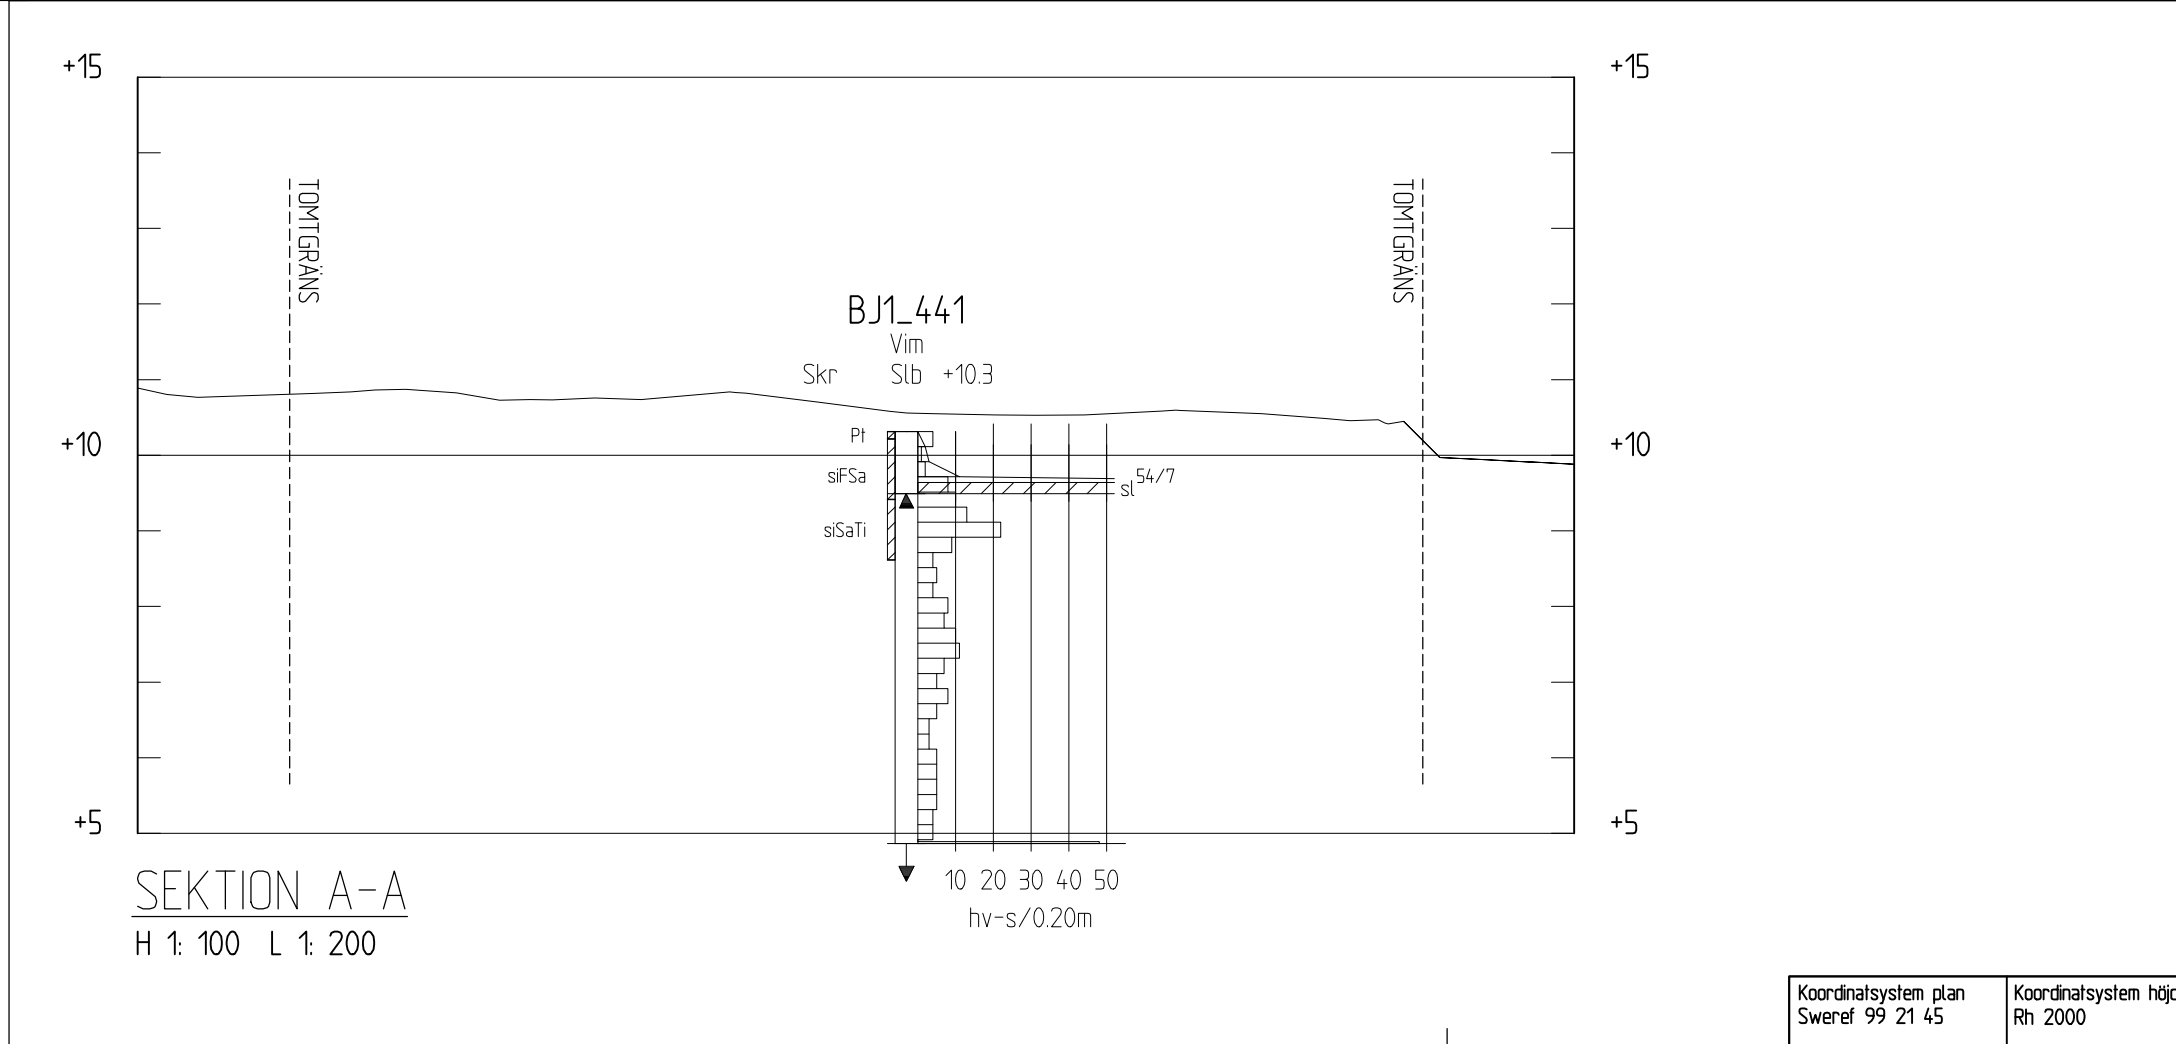 +15
+15
TOMTGRÄNS
TOMTGRÄNS
BJ1_441
Vim
Skr Slb +10.3
Pt
+10
+10
siFSa
54/7
sl
siSaTi
+5
+5
10 20 30 40 50
hv-s/0.20m
SEKTION A-A
H 1: 100 L 1: 200
Koordinatsystem plan
Sweref 99 21 45
Koordinatsystem höjd
Rh 2000